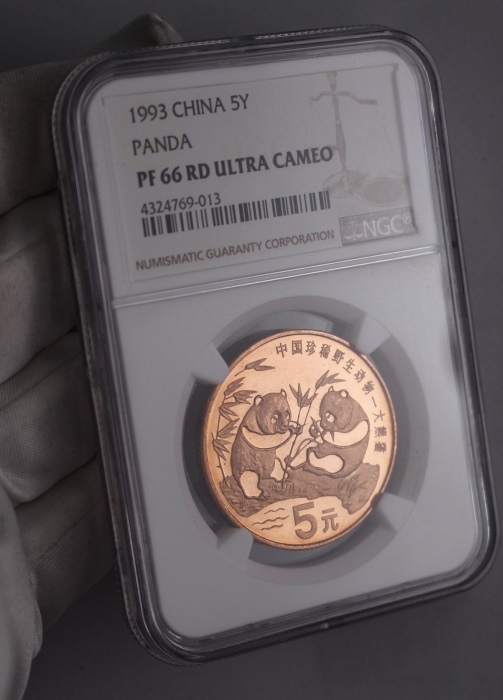 1993 CHINA 5Y
PANDA
PF 66 RD ULTRA CAMEO
4324769-013
NUMISMATIC GUARANTY CORPORATION
NGC®
中国珍稀野生动物—大熊猫
5元